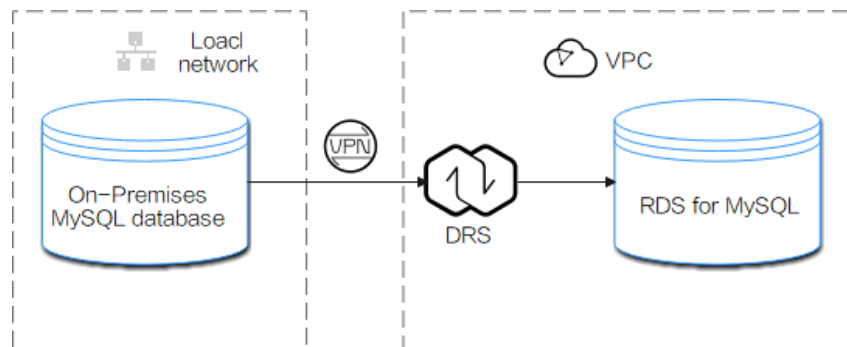 Loacl
network
VPC
VPN
On-Premises
MySQL database
DRS
RDS for MySQL